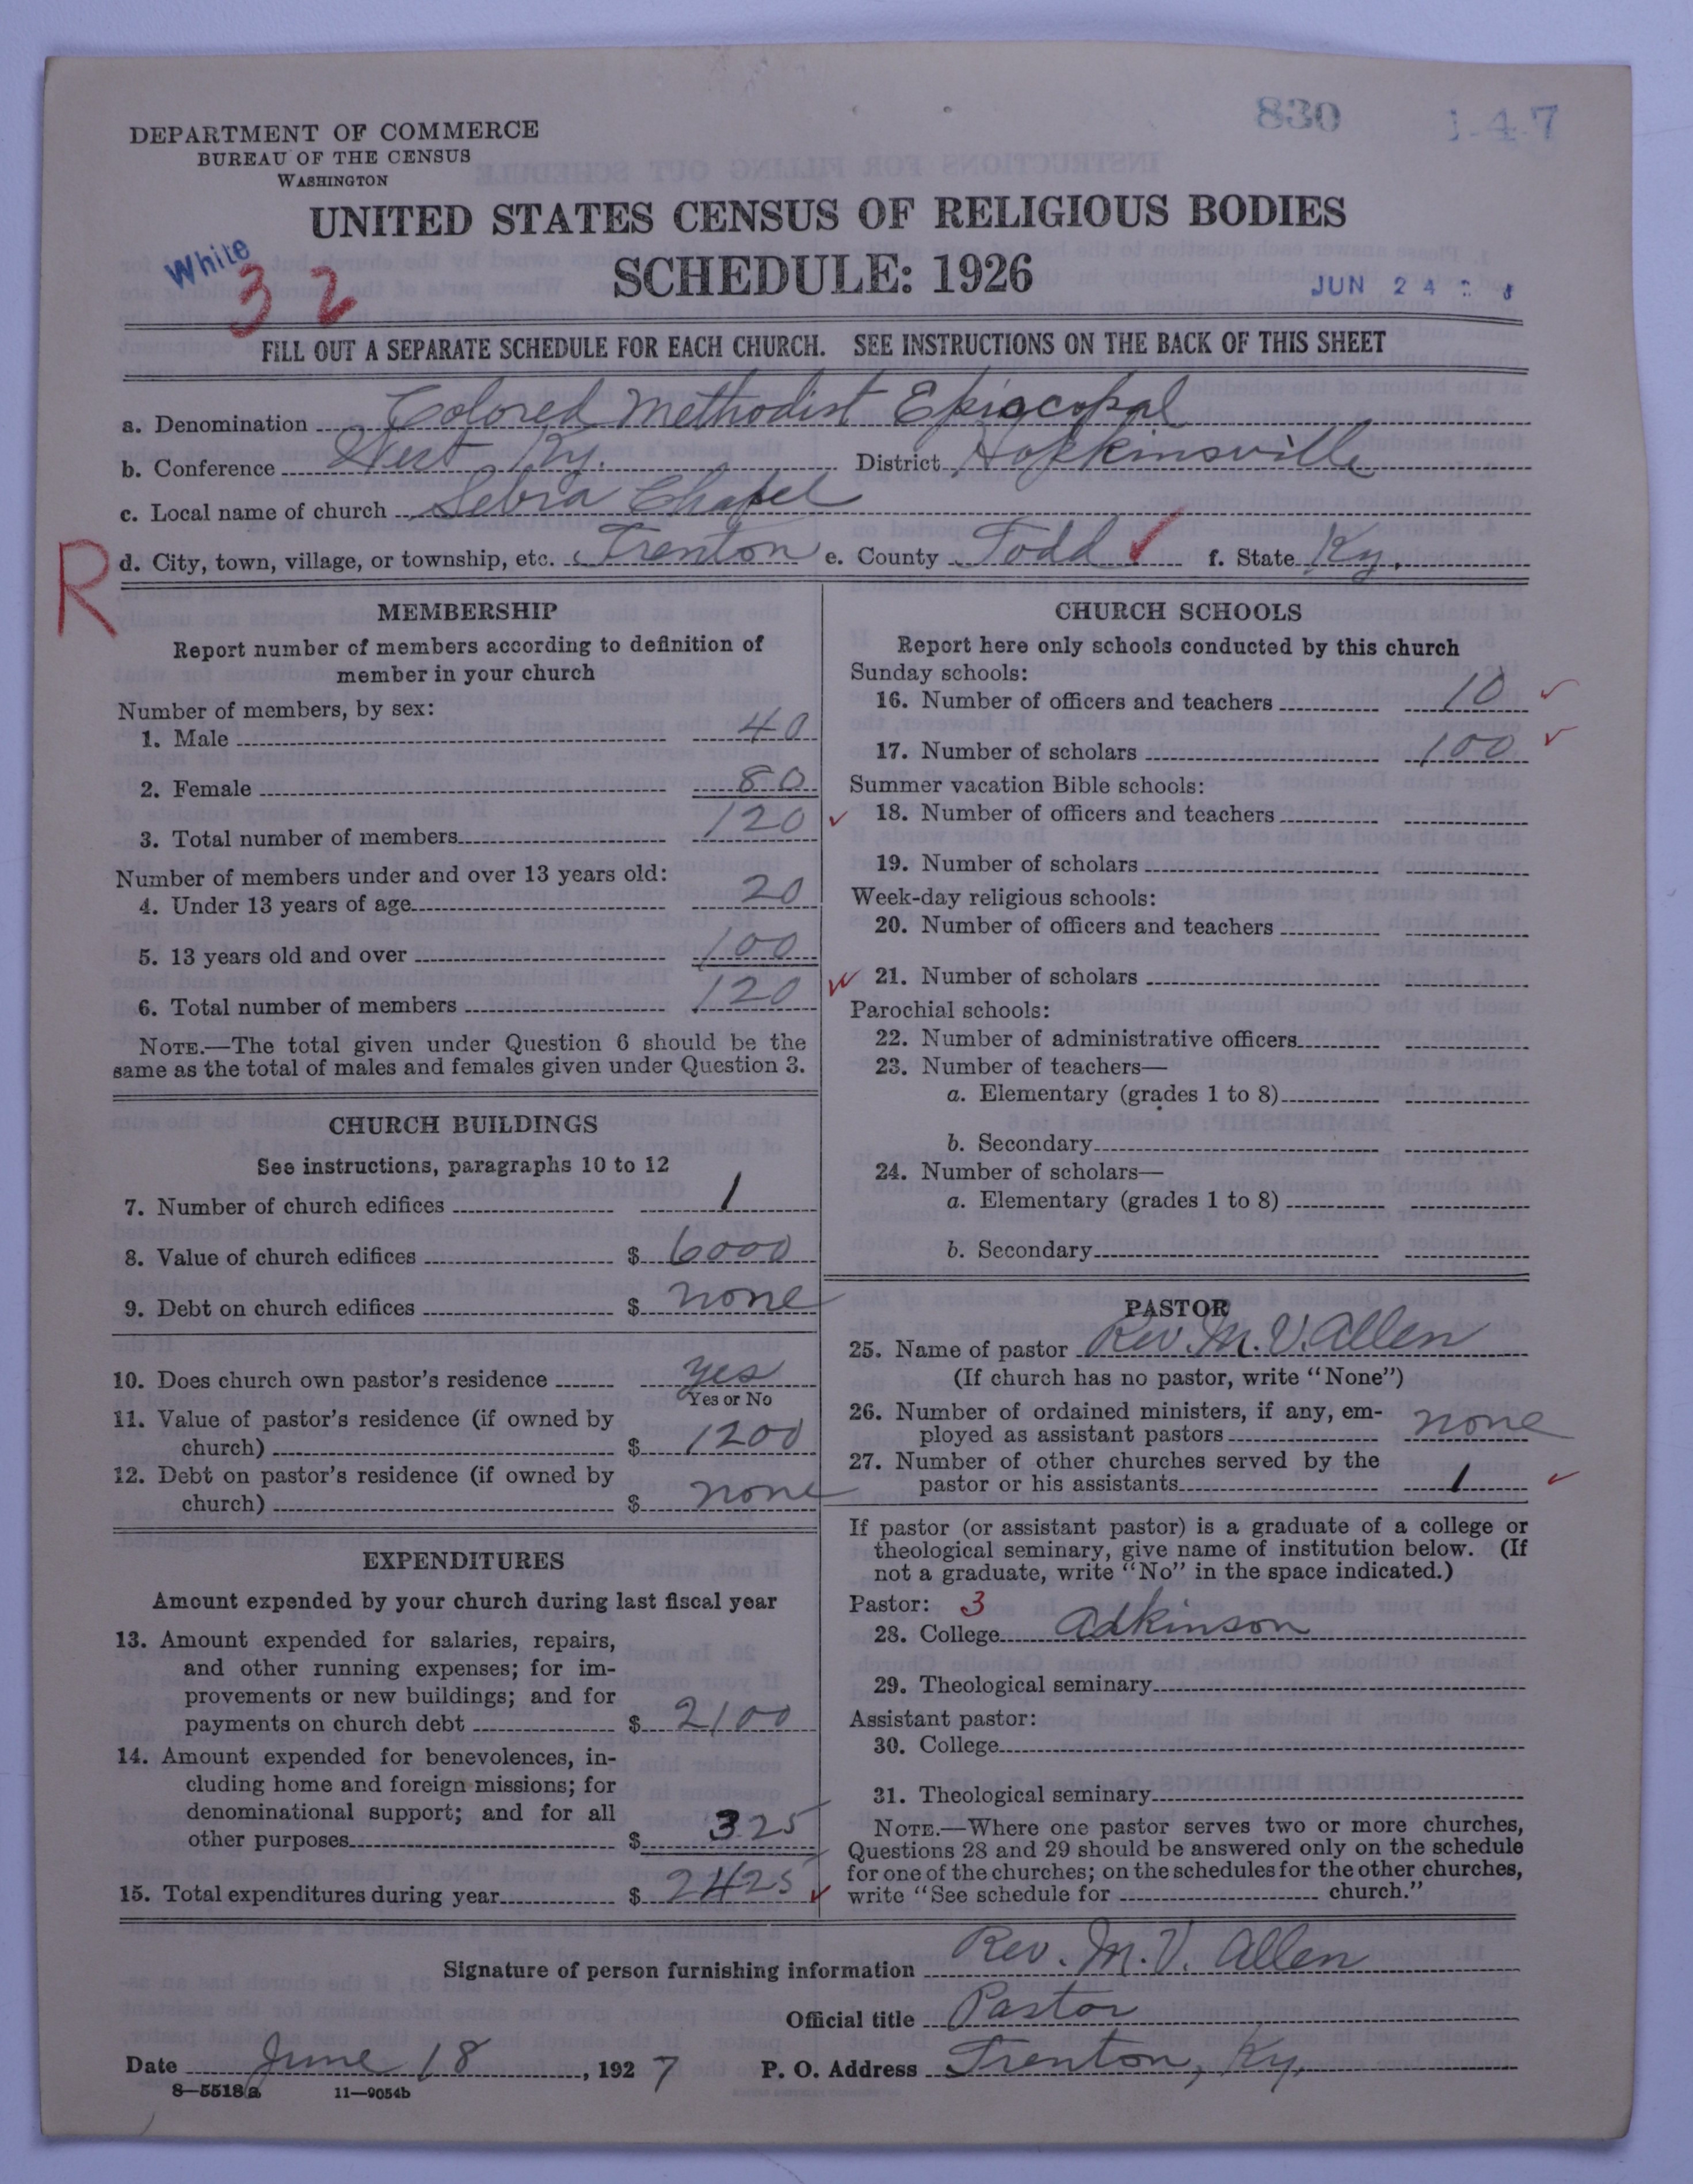 830 147
DEPARTMENT OF COMMERCE
BUREAU OF THE CENSUS
WASHINGTON
UNITED STATES CENSUS OF RELIGIOUS BODIES
SCHEDULE: 1926
White
32
JUN 24
FILL OUT A SEPARATE SCHEDULE FOR EACH CHURCH. SEE INSTRUCTIONS ON THE BACK OF THIS SHEET
a. Denomination Colored Methodist Episcopal
b. Conference West Ky. District Hopkinsville
c. Local name of church Lebra Chapel
R
d. City, town, village, or township, etc. Trenton e. County Todd f. State Ky.
MEMBERSHIP
Report number of members according to definition of
member in your church
Number of members, by sex:
1. Male 40
2. Female 80
3. Total number of members 120
Number of members under and over 13 years old:
4. Under 13 years of age 20
5. 13 years old and over 100
6. Total number of members 120
NOTE.—The total given under Question 6 should be the
same as the total of males and females given under Question 3.
CHURCH BUILDINGS
See instructions, paragraphs 10 to 12
7. Number of church edifices 1
8. Value of church edifices $ 6000
9. Debt on church edifices $ none
10. Does church own pastor's residence yes
Yes or No
11. Value of pastor's residence (if owned by
church) $ 1200
12. Debt on pastor's residence (if owned by
church) $ none
EXPENDITURES
Amount expended by your church during last fiscal year
13. Amount expended for salaries, repairs,
and other running expenses; for im-
provements or new buildings; and for
payments on church debt $ 2100
14. Amount expended for benevolences, in-
cluding home and foreign missions; for
denominational support; and for all
other purposes $ 325
15. Total expenditures during year $ 2425
CHURCH SCHOOLS
Report here only schools conducted by this church
Sunday schools:
16. Number of officers and teachers 10
17. Number of scholars 100
Summer vacation Bible schools:
18. Number of officers and teachers
19. Number of scholars
Week-day religious schools:
20. Number of officers and teachers
21. Number of scholars
Parochial schools:
22. Number of administrative officers
23. Number of teachers—
a. Elementary (grades 1 to 8)
b. Secondary
24. Number of scholars—
a. Elementary (grades 1 to 8)
b. Secondary
PASTOR
25. Name of pastor Rev. M. V. Allen
(If church has no pastor, write "None")
26. Number of ordained ministers, if any, em-
ployed as assistant pastors none
27. Number of other churches served by the
pastor or his assistants 1
If pastor (or assistant pastor) is a graduate of a college or
theological seminary, give name of institution below. (If
not a graduate, write "No" in the space indicated.)
Pastor: 3
28. College Adkinson
29. Theological seminary
Assistant pastor:
30. College
31. Theological seminary
NOTE.—Where one pastor serves two or more churches,
Questions 28 and 29 should be answered only on the schedule
for one of the churches; on the schedules for the other churches,
write "See schedule for church."
Signature of person furnishing information Rev. M. V. Allen
Official title Pastor
Date June 18, 1927 P. O. Address Trenton, Ky.
8—5518a 11—9054b